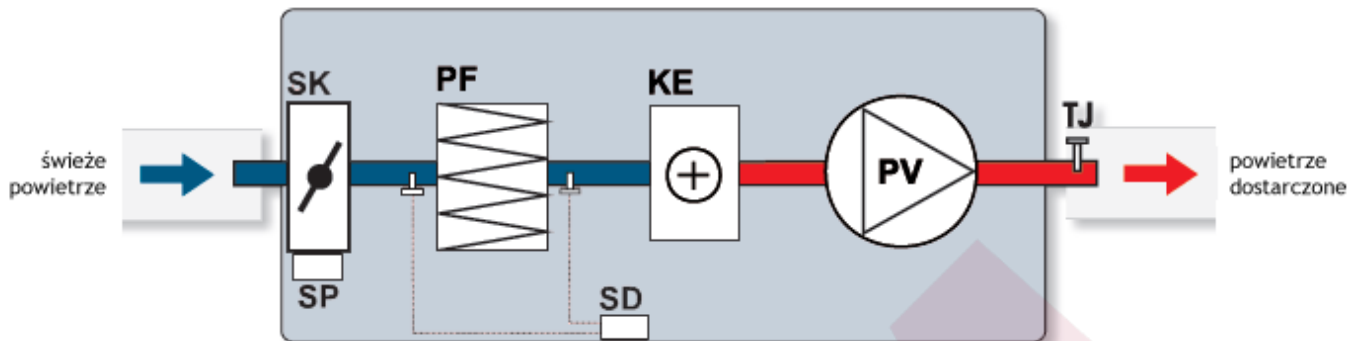 SK
PF
KE
TJ
świeże
powietrze
PV
powietrze
dostarczone
SP
SD